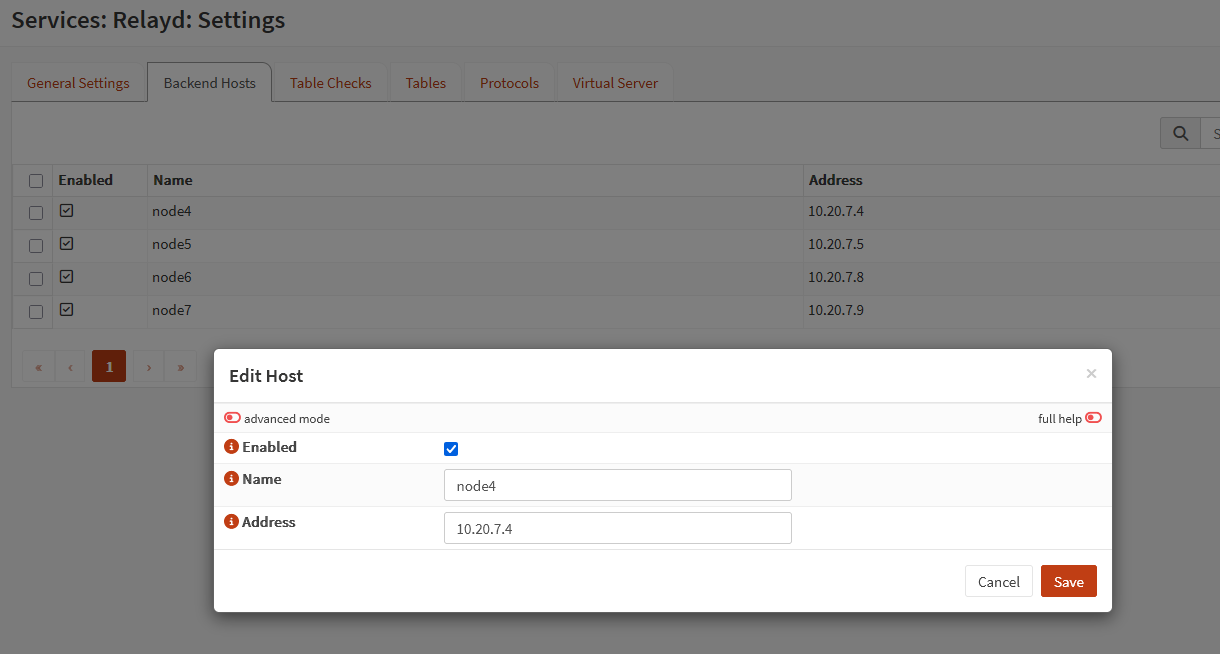 Services: Relayd: Settings
General Settings Backend Hosts Table Checks Tables Protocols Virtual Server
Enabled Name Address
node4 10.20.7.4
node5 10.20.7.5
node6 10.20.7.8
node7 10.20.7.9
« ‹ 1 › »
Edit Host ×
advanced mode full help
Enabled
Name node4
Address 10.20.7.4
Cancel Save